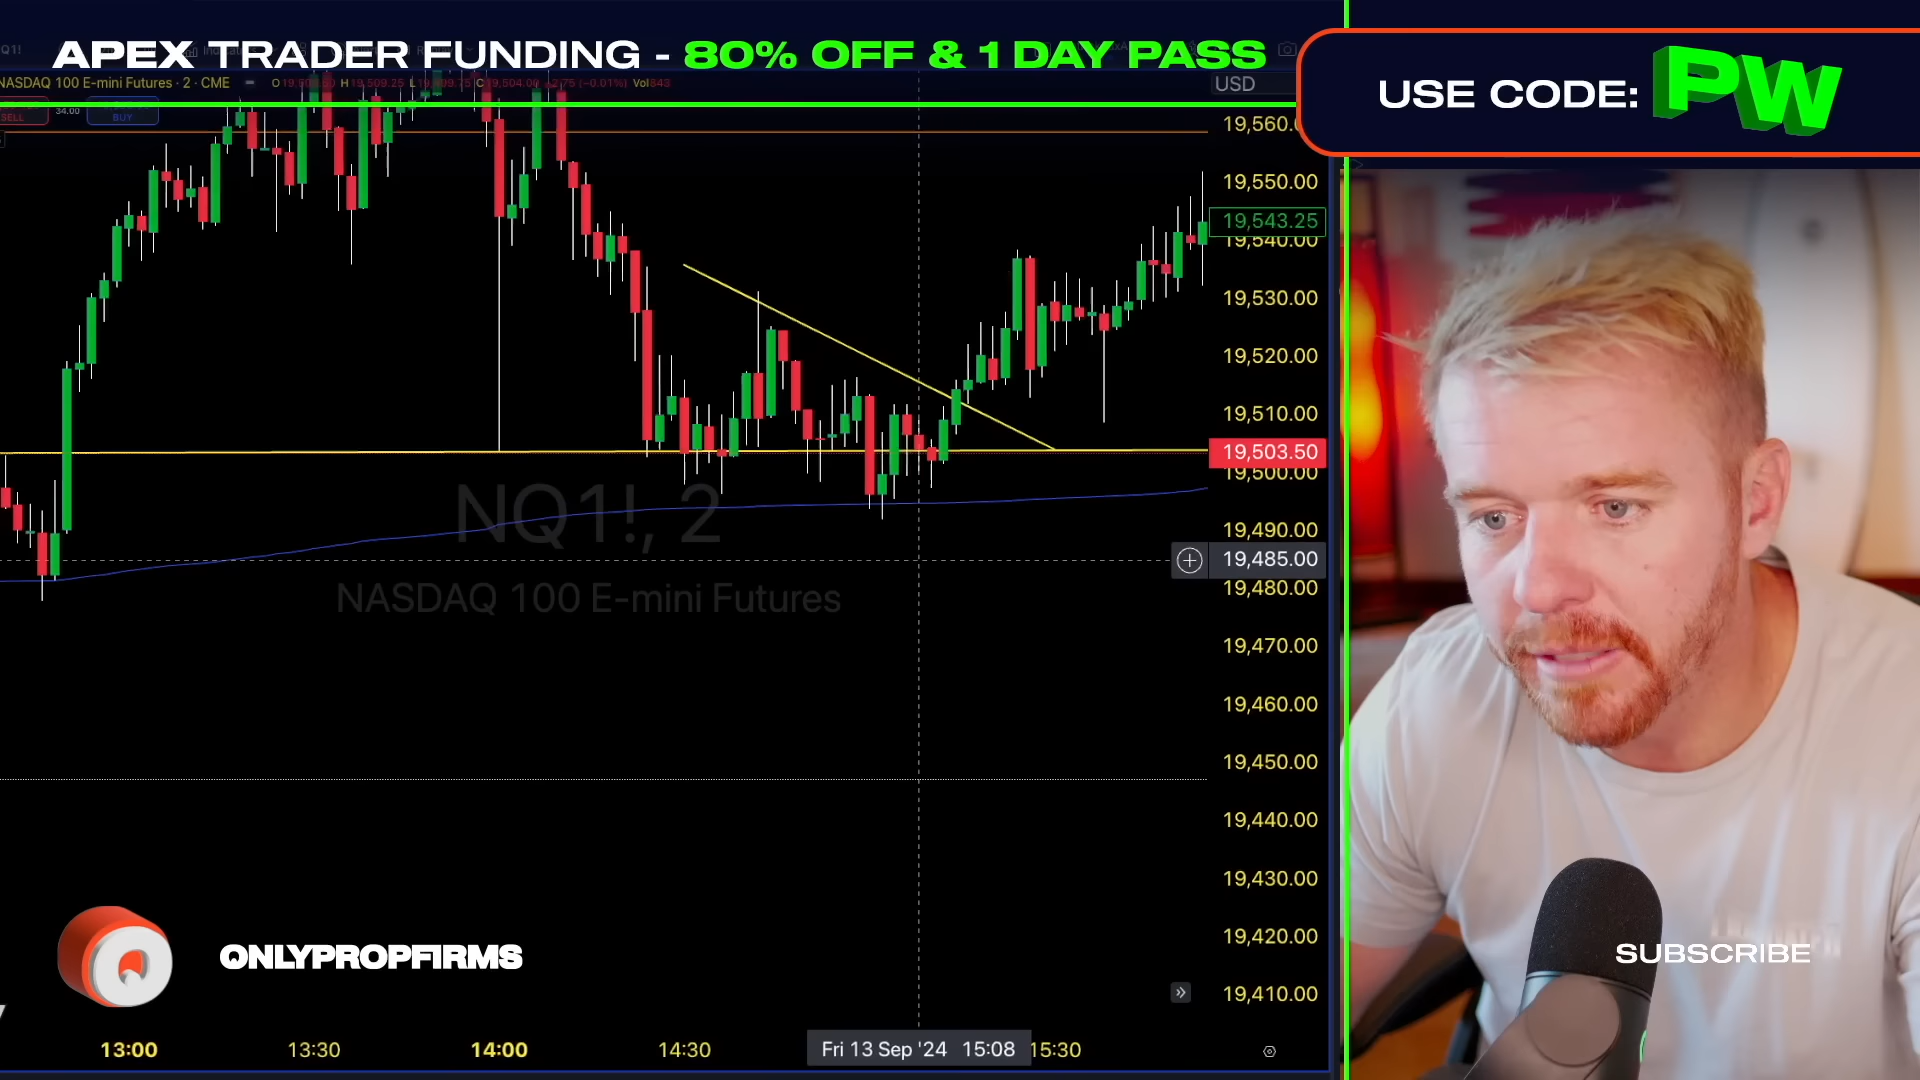 APEX TRADER FUNDING - 80% OFF & 1 DAY PASS
USE CODE: PW
NASDAQ 100 E-mini Futures · 2 · CME
USD
SELL
34.00
BUY
19,550.00
19,543.25
19,540.00
19,530.00
19,520.00
19,510.00
19,503.50
19,500.00
19,490.00
19,485.00
19,480.00
19,470.00
19,460.00
19,450.00
19,440.00
19,430.00
19,420.00
19,410.00
NQ1!, 2
NASDAQ 100 E-mini Futures
ONLYPROPFIRMS
SUBSCRIBE
13:00
13:30
14:00
14:30
Fri 13 Sep '24 15:08
15:30